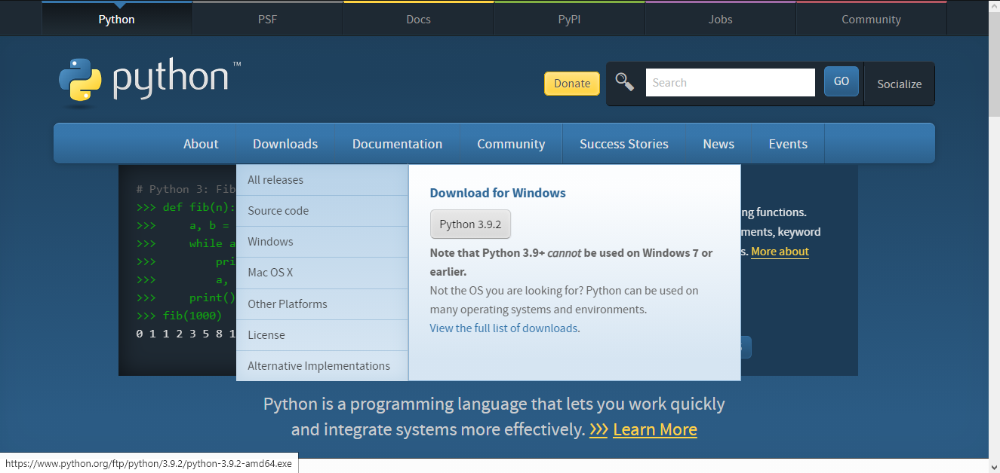 Python
PSF
Docs
PyPI
Jobs
Community
python™
Donate
Search
GO
Socialize
About
Downloads
Documentation
Community
Success Stories
News
Events
# Python 3: Fib
>>> def fib(n):
>>> a, b =
>>> while a
>>> pri
>>> a,
>>> print()
>>> fib(1000)
0 1 1 2 3 5 8 1
All releases
Source code
Windows
Mac OS X
Other Platforms
License
Alternative Implementations
Download for Windows
Python 3.9.2
Note that Python 3.9+ cannot be used on Windows 7 or
earlier.
Not the OS you are looking for? Python can be used on
many operating systems and environments.
View the full list of downloads.
ng functions.
ments, keyword
s. More about
Python is a programming language that lets you work quickly
and integrate systems more effectively. >>> Learn More
https://www.python.org/ftp/python/3.9.2/python-3.9.2-amd64.exe